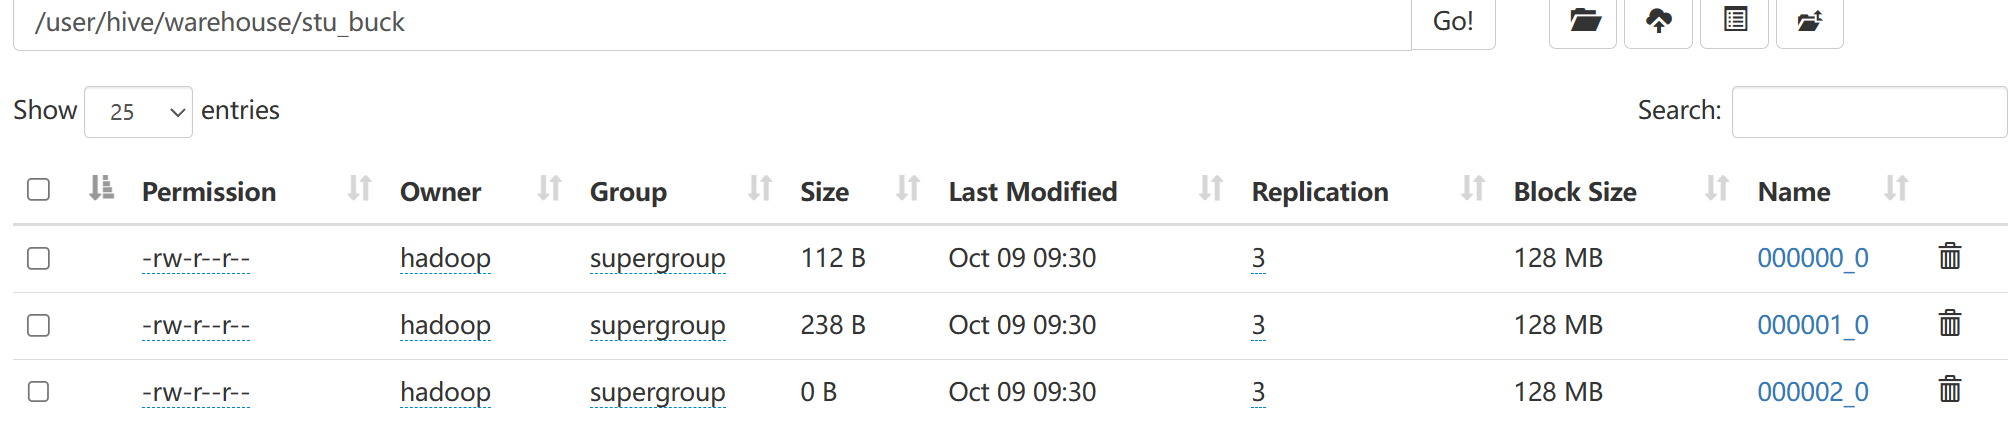 /user/hive/warehouse/stu_buck Go!
Show 25 entries Search:
Permission Owner Group Size Last Modified Replication Block Size Name
-rw-r--r-- hadoop supergroup 112 B Oct 09 09:30 3 128 MB 000000_0
-rw-r--r-- hadoop supergroup 238 B Oct 09 09:30 3 128 MB 000001_0
-rw-r--r-- hadoop supergroup 0 B Oct 09 09:30 3 128 MB 000002_0